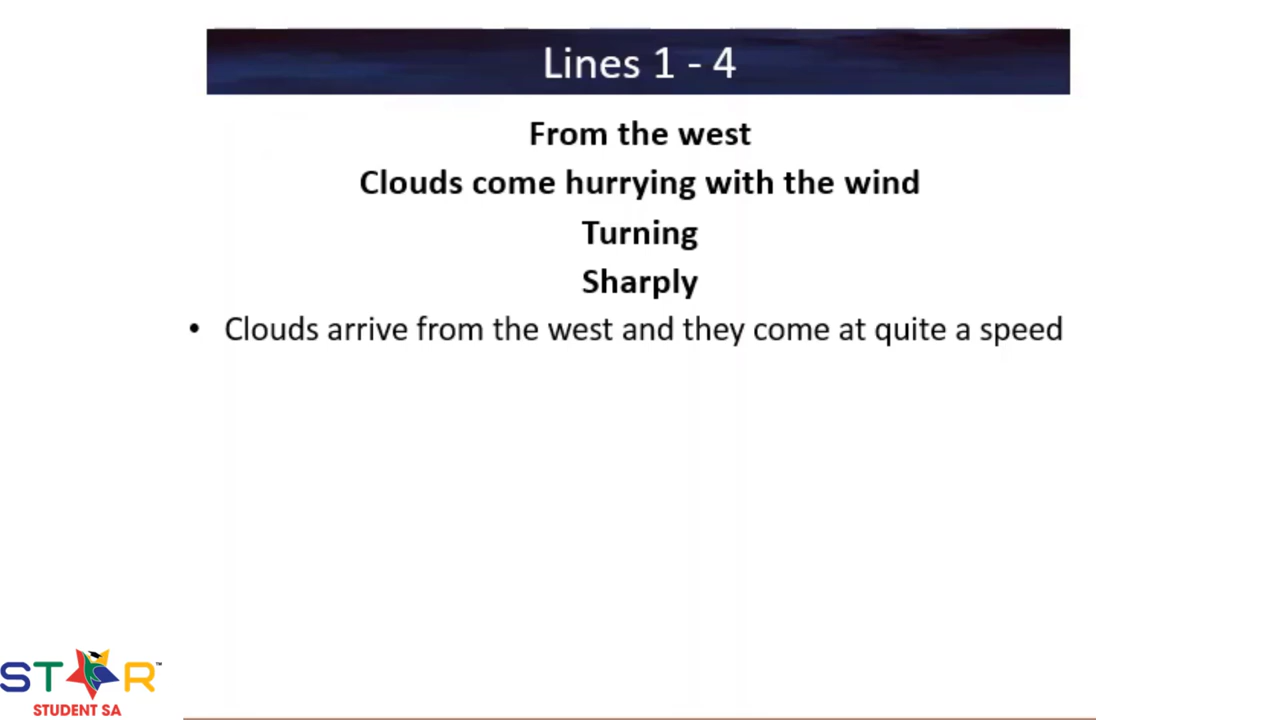 Lines 1 - 4
From the west
Clouds come hurrying with the wind
Turning
Sharply
• Clouds arrive from the west and they come at quite a speed
STAR™
STUDENT SA